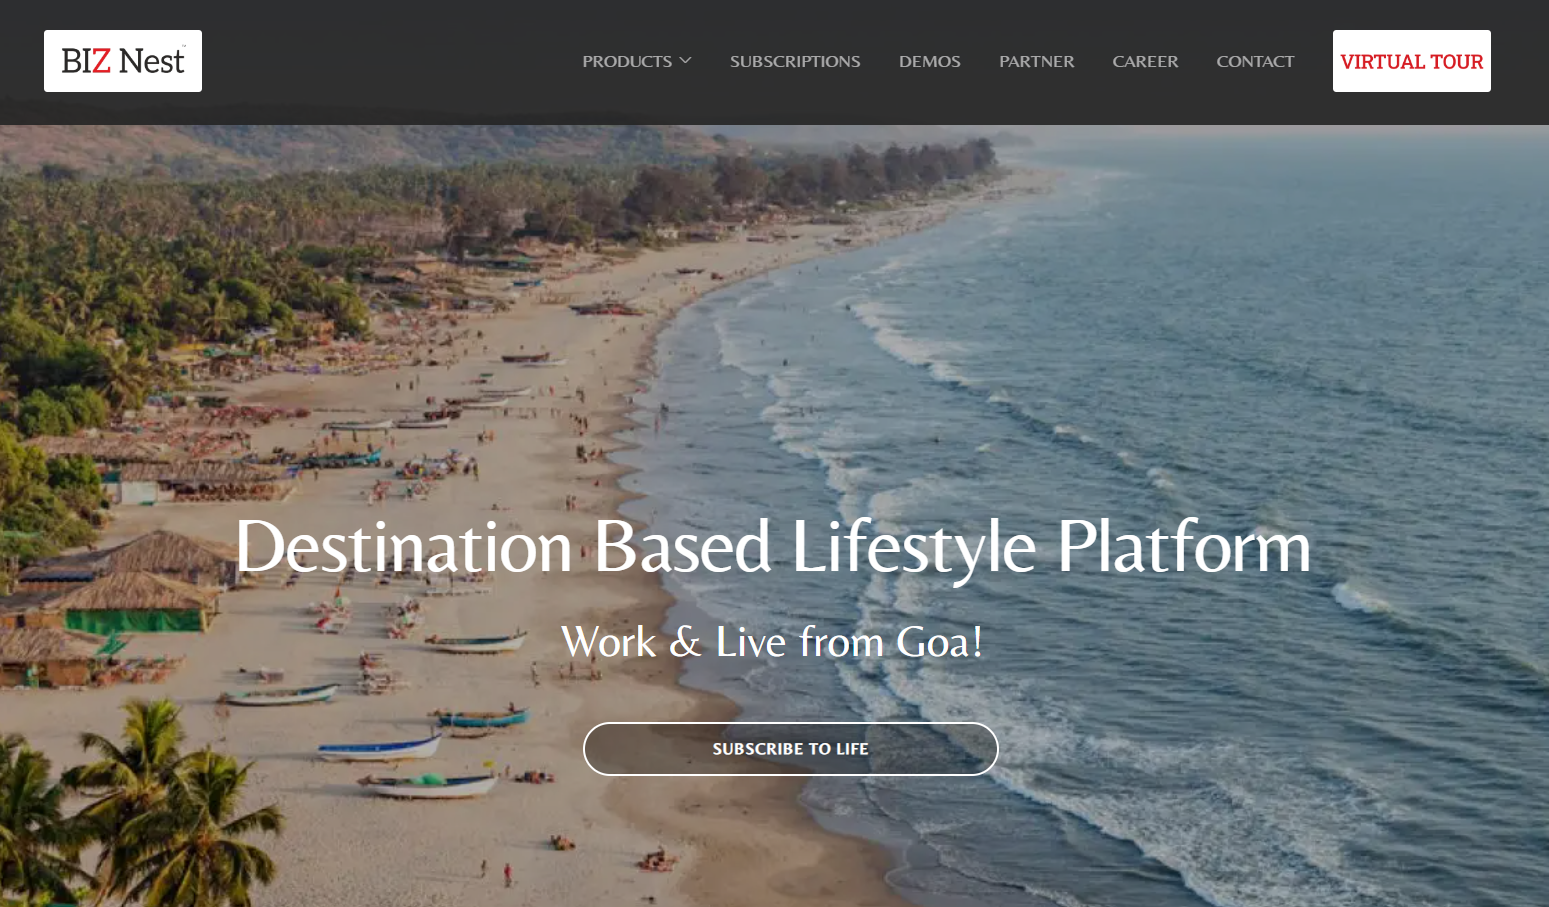 BIZ Nest™
PRODUCTS
SUBSCRIPTIONS
DEMOS
PARTNER
CAREER
CONTACT
VIRTUAL TOUR
Destination Based Lifestyle Platform
Work & Live from Goa!
SUBSCRIBE TO LIFE